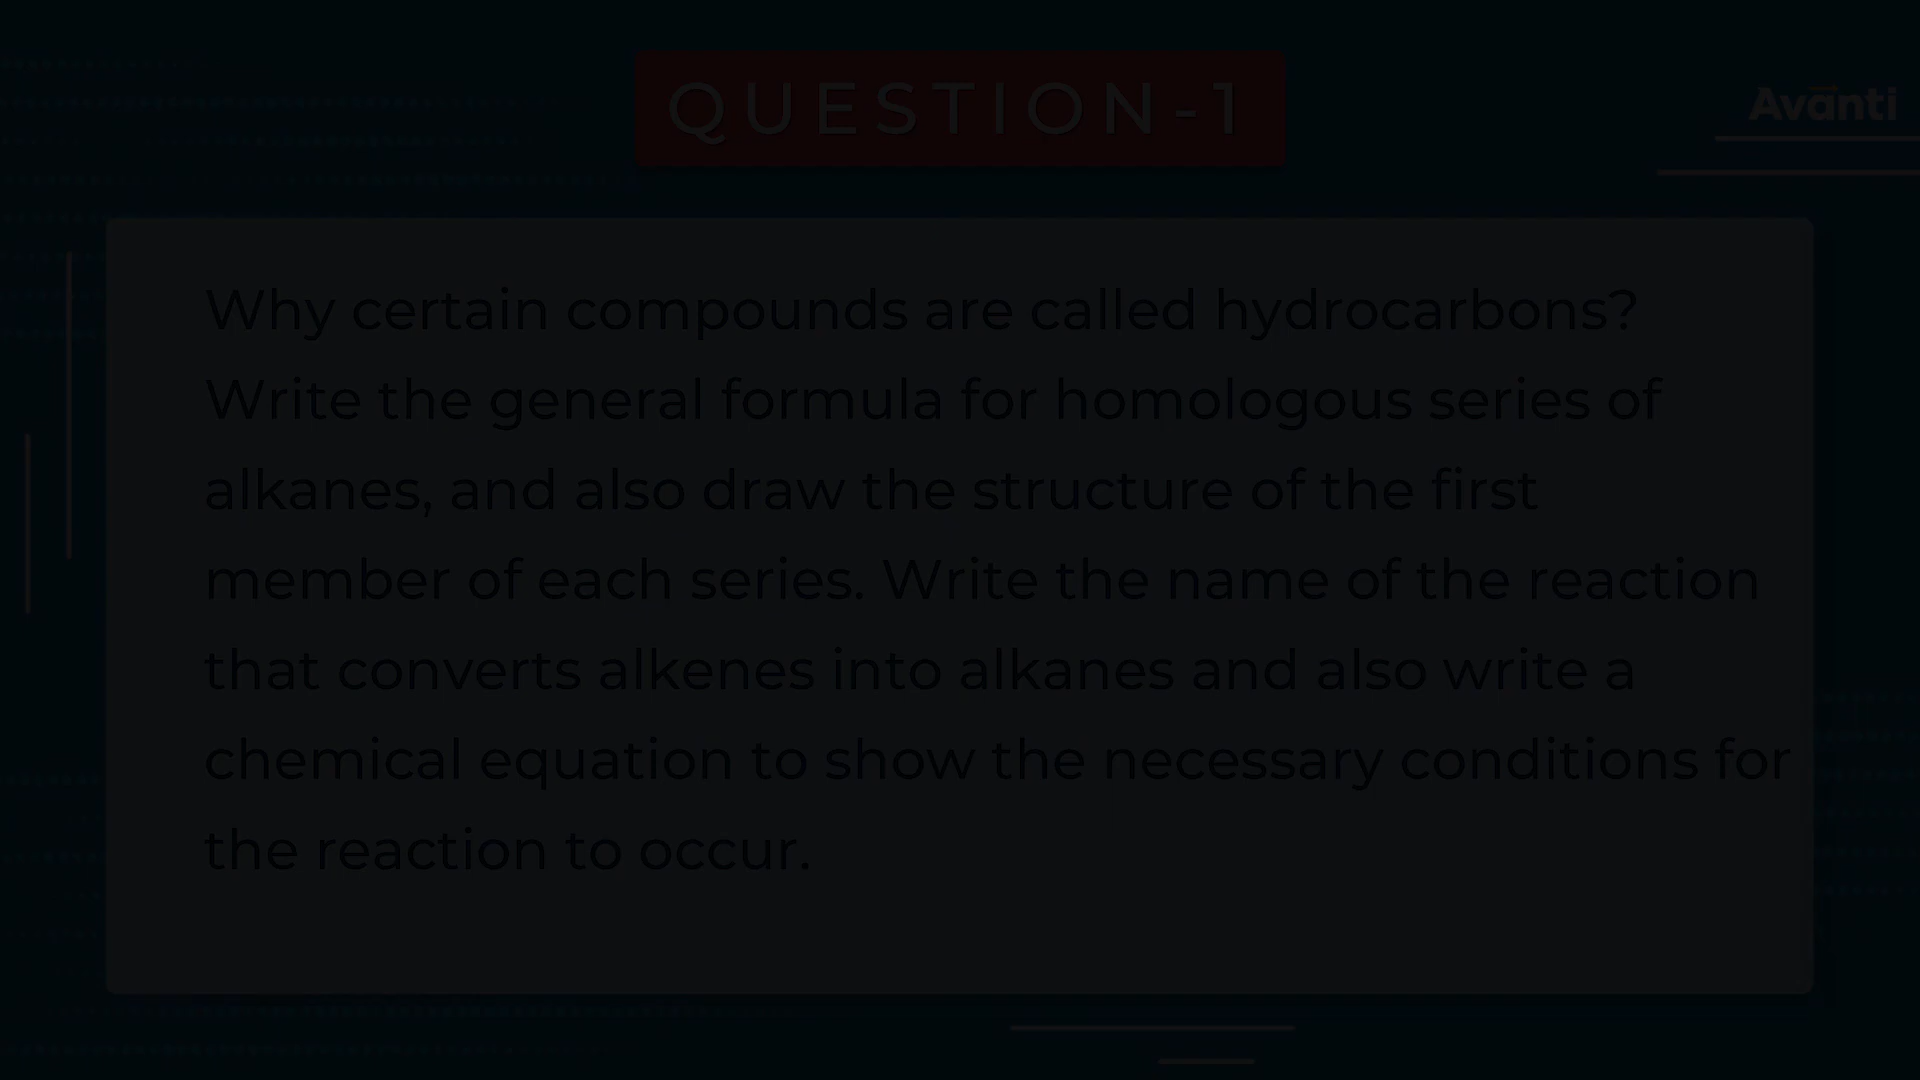 QUESTION-1
Avanti
Why certain compounds are called hydrocarbons?
Write the general formula for homologous series of
alkanes, and also draw the structure of the first
member of each series. Write the name of the reaction
that converts alkenes into alkanes and also write a
chemical equation to show the necessary conditions for
the reaction to occur.